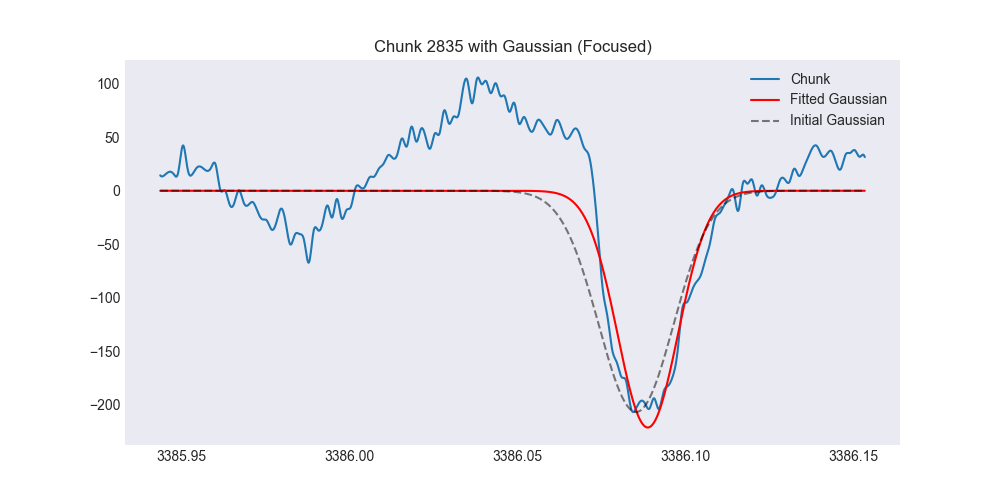 Chunk 2835 with Gaussian (Focused)
Chunk
Fitted Gaussian
Initial Gaussian
100
50
0
−50
−100
−150
−200
3385.95 3386.00 3386.05 3386.10 3386.15